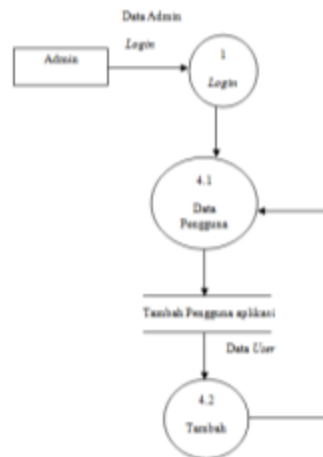 Data Admin
Login
Admin
1
Login
4.1
Data
Pengguna
Tambah Pengguna aplikasi
Data User
4.2
Tambah